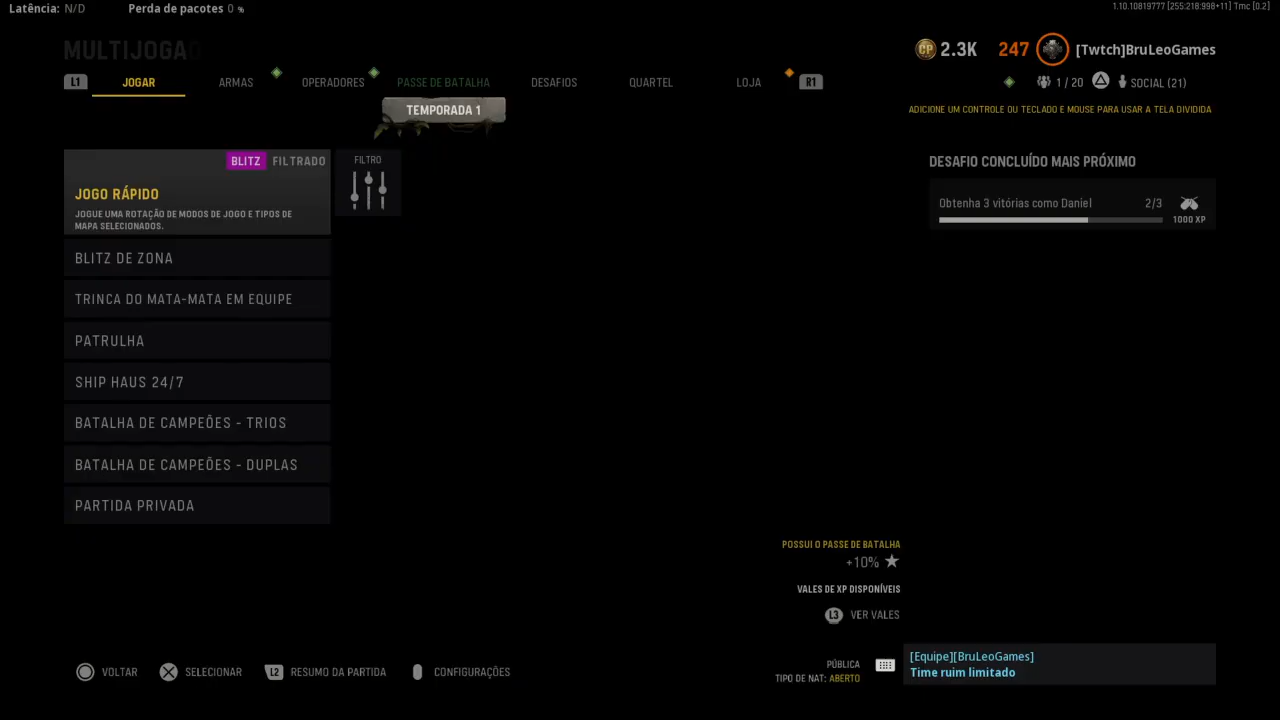 Latência: N/D
Perda de pacotes 0 %
1.10.10819777 [255:218:998+11] Tmc [0.2]
MULTIJOGAD
CP 2.3K
247
[Twtch]BruLeoGames
L1
JOGAR
ARMAS
OPERADORES
PASSE DE BATALHA
DESAFIOS
QUARTEL
LOJA
R1
1 / 20
SOCIAL (21)
TEMPORADA 1
ADICIONE UM CONTROLE OU TECLADO E MOUSE PARA USAR A TELA DIVIDIDA
BLITZ FILTRADO
FILTRO
JOGO RÁPIDO
JOGUE UMA ROTAÇÃO DE MODOS DE JOGO E TIPOS DE
MAPA SELECIONADOS.
DESAFIO CONCLUÍDO MAIS PRÓXIMO
Obtenha 3 vitórias como Daniel
2/3
1000 XP
BLITZ DE ZONA
TRINCA DO MATA-MATA EM EQUIPE
PATRULHA
SHIP HAUS 24/7
BATALHA DE CAMPEÕES - TRIOS
BATALHA DE CAMPEÕES - DUPLAS
PARTIDA PRIVADA
POSSUI O PASSE DE BATALHA
+10%
VALES DE XP DISPONÍVEIS
L3 VER VALES
VOLTAR
SELECIONAR
L2 RESUMO DA PARTIDA
CONFIGURAÇÕES
PÚBLICA
TIPO DE NAT: ABERTO
[Equipe][BruLeoGames]
Time ruim limitado